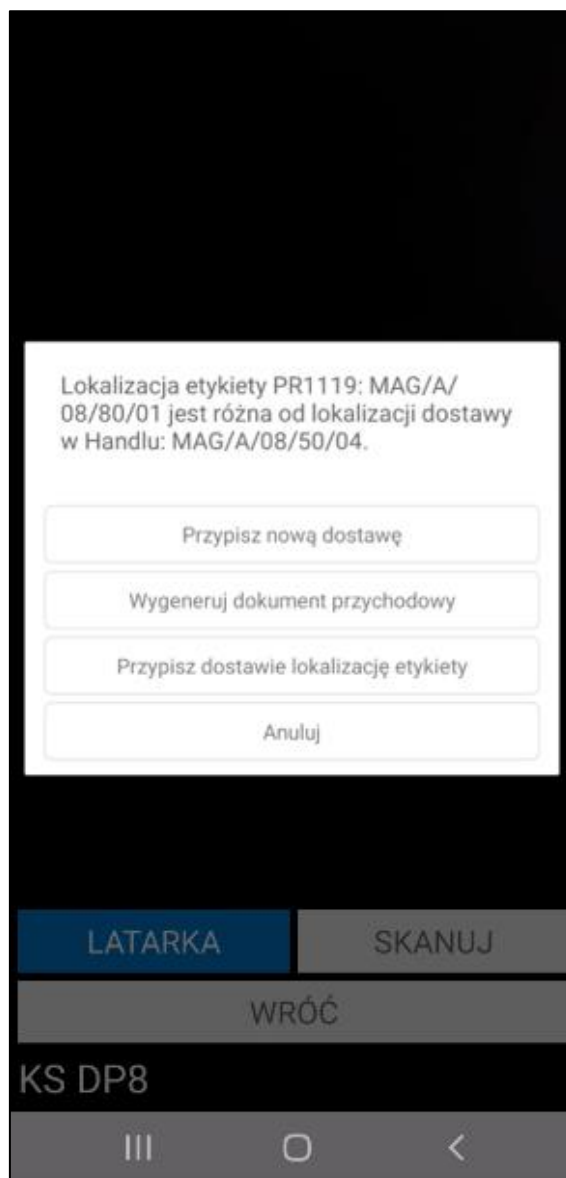 Lokalizacja etykiety PR1119: MAG/A/
08/80/01 jest różna od lokalizacji dostawy
w Handlu: MAG/A/08/50/04.
Przypisz nową dostawę
Wygeneruj dokument przychodowy
Przypisz dostawie lokalizację etykiety
Anuluj
LATARKA SKANUJ
WRÓĆ
KS DP8